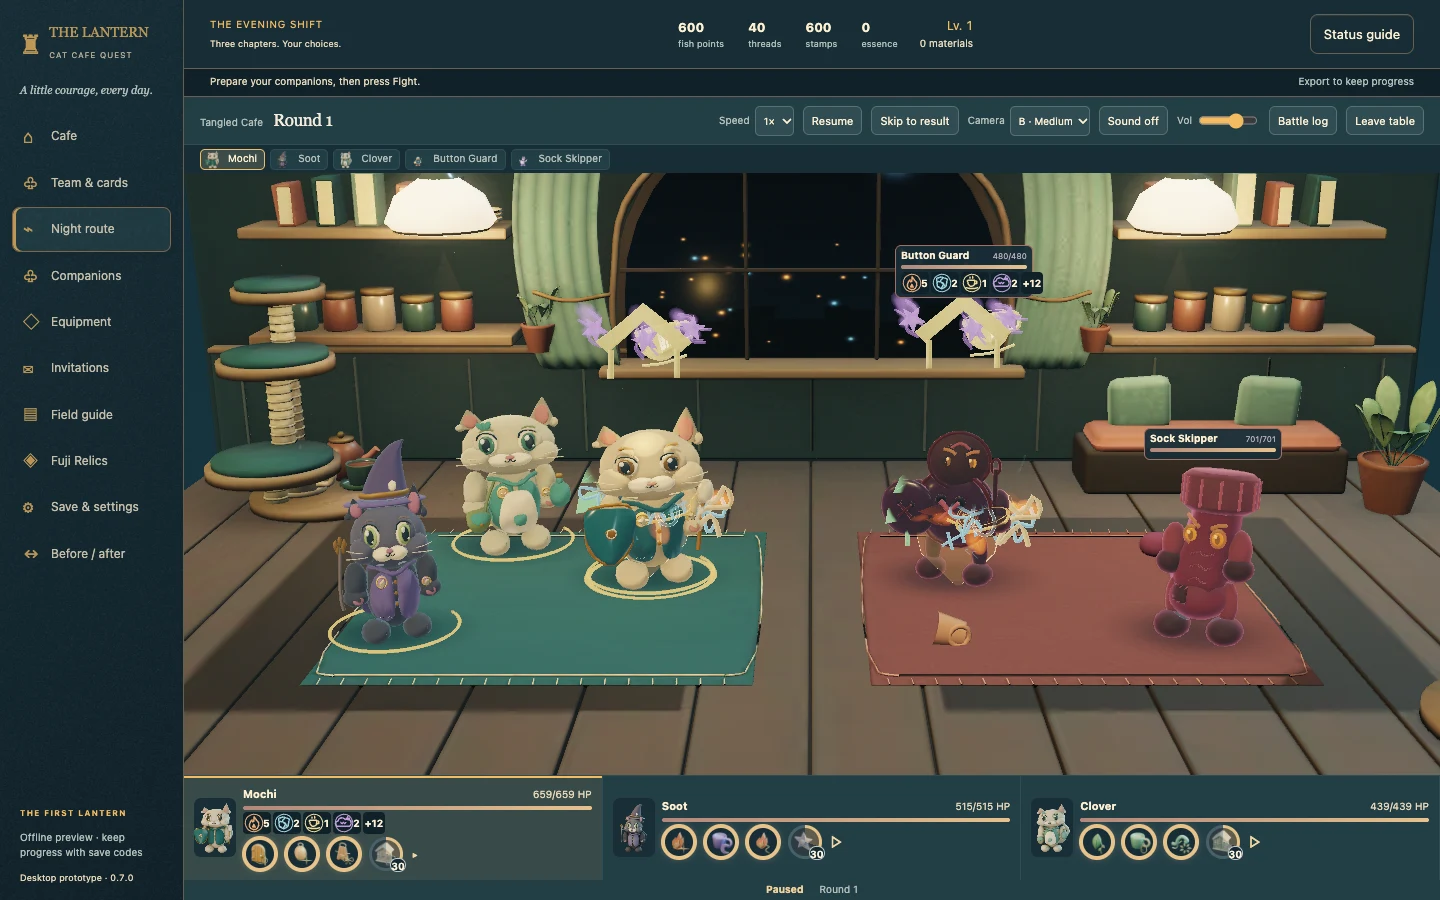 THE LANTERN
CAT CAFE QUEST
A little courage, every day.
Cafe
Team & cards
Night route
Companions
Equipment
Invitations
Field guide
Fuji Relics
Save & settings
Before / after
THE FIRST LANTERN
Offline preview · keep
progress with save codes
Desktop prototype · 0.7.0
THE EVENING SHIFT
Three chapters. Your choices.
600
fish points
40
threads
600
stamps
0
essence
Lv. 1
0 materials
Status guide
Prepare your companions, then press Fight.
Export to keep progress
Tangled Cafe Round 1
Speed 1x Resume Skip to result Camera B · Medium Sound off Vol Battle log Leave table
Mochi Soot Clover Button Guard Sock Skipper
Button Guard 480/480
5 2 1 2 +12
Sock Skipper 701/701
Mochi 659/659 HP
5 2 1 2 +12
30
Soot 515/515 HP
30
Clover 439/439 HP
30
Paused Round 1